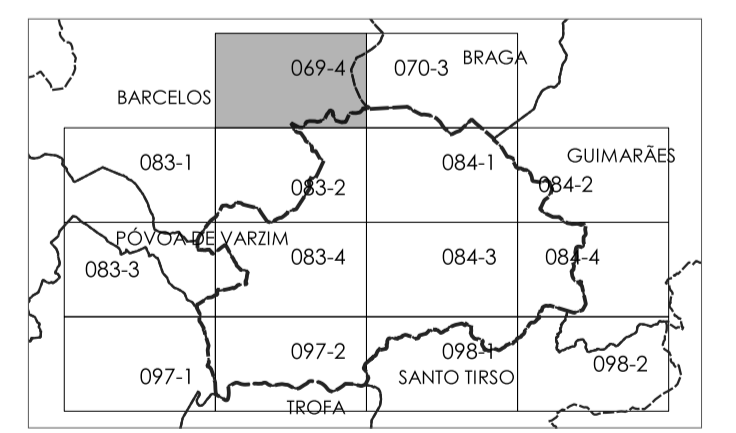 069-4
070-3
BRAGA
BARCELOS
083-1
083-2
084-1
GUIMARÃES
084-2
PÓVOA DE VARZIM
083-3
083-4
084-3
084-4
097-1
097-2
098-1
098-2
SANTO TIRSO
TROFA